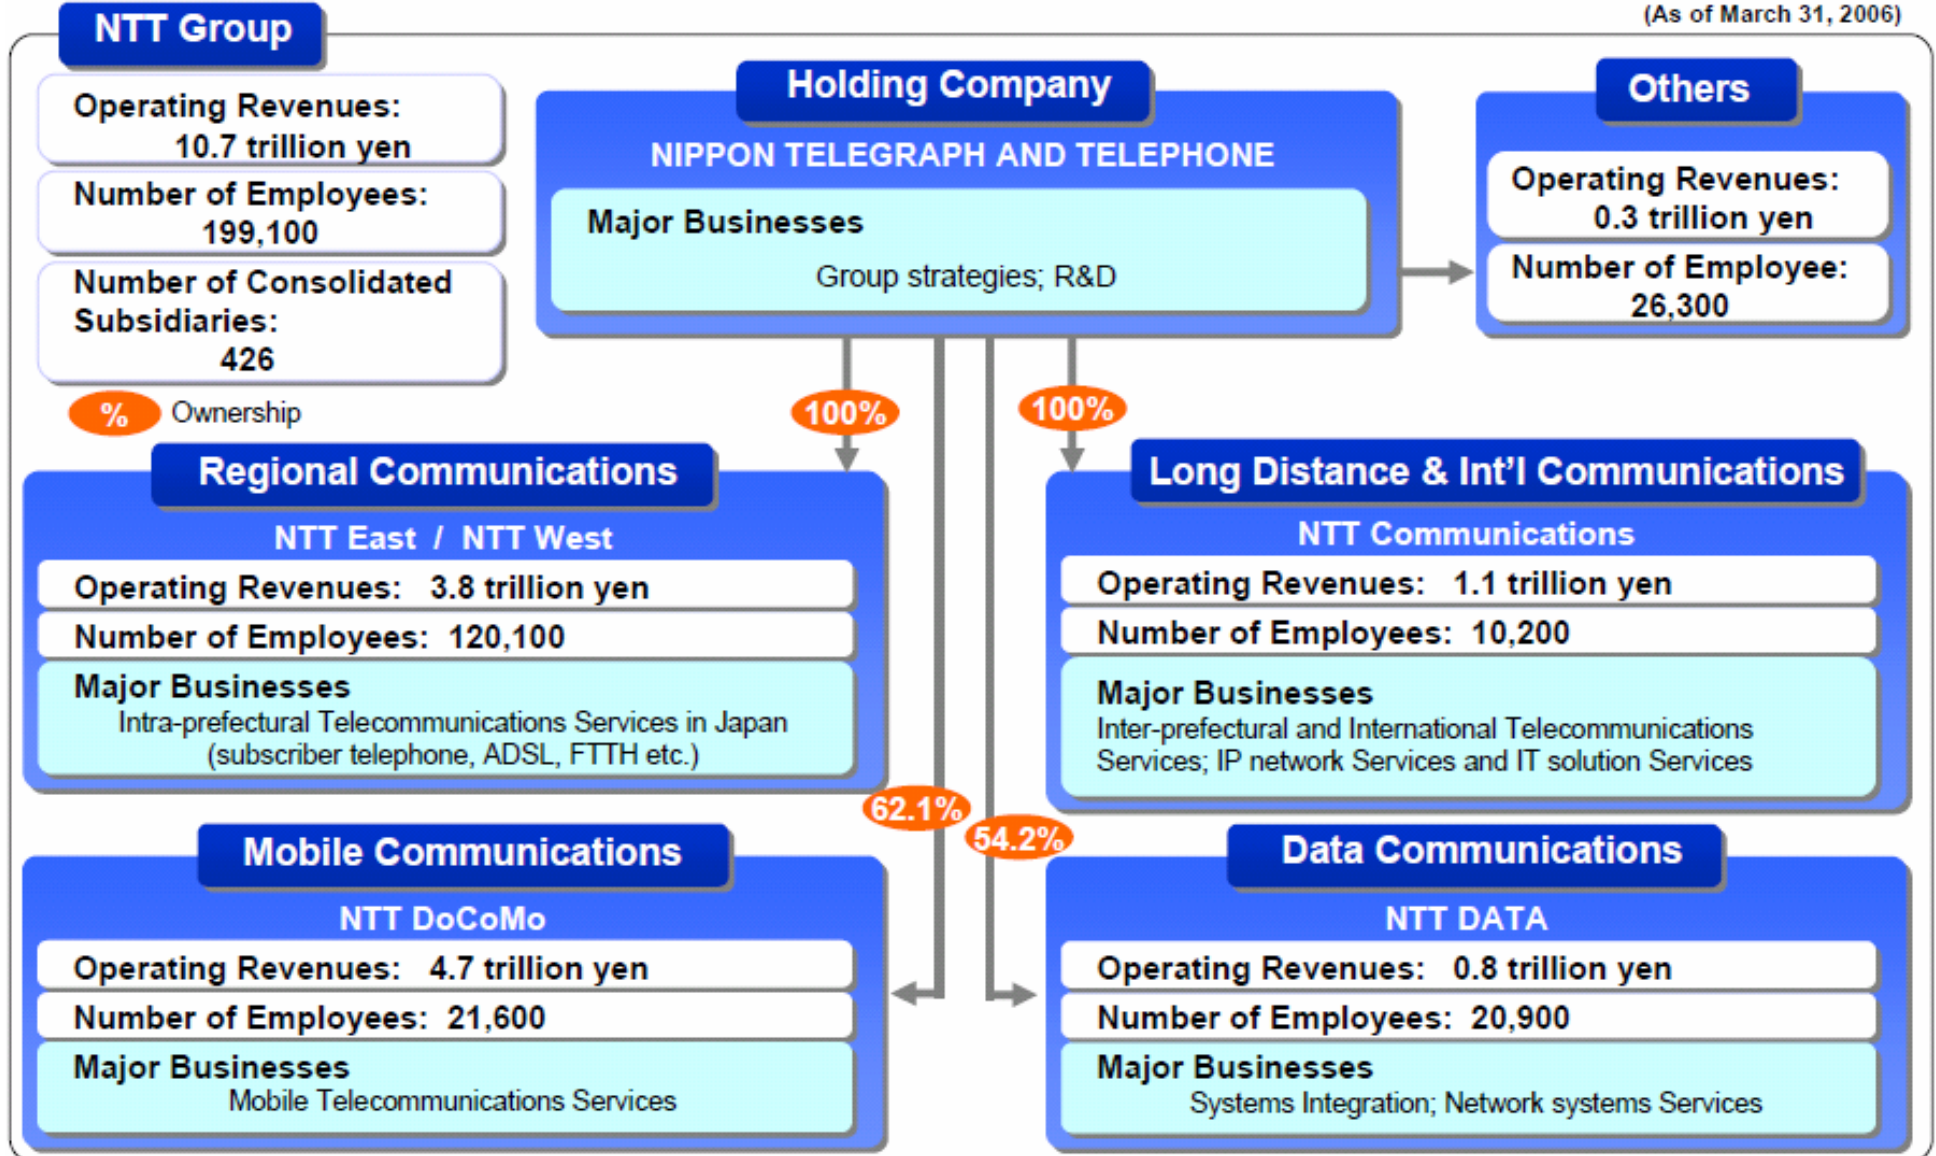 (As of March 31, 2006)
NTT Group
Operating Revenues:
10.7 trillion yen
Number of Employees:
199,100
Number of Consolidated
Subsidiaries:
426
% Ownership
Holding Company
NIPPON TELEGRAPH AND TELEPHONE
Major Businesses
Group strategies; R&D
Others
Operating Revenues:
0.3 trillion yen
Number of Employee:
26,300
100%
100%
Regional Communications
NTT East / NTT West
Operating Revenues: 3.8 trillion yen
Number of Employees: 120,100
Major Businesses
Intra-prefectural Telecommunications Services in Japan
(subscriber telephone, ADSL, FTTH etc.)
Long Distance & Int'l Communications
NTT Communications
Operating Revenues: 1.1 trillion yen
Number of Employees: 10,200
Major Businesses
Inter-prefectural and International Telecommunications
Services; IP network Services and IT solution Services
62.1%
54.2%
Mobile Communications
NTT DoCoMo
Operating Revenues: 4.7 trillion yen
Number of Employees: 21,600
Major Businesses
Mobile Telecommunications Services
Data Communications
NTT DATA
Operating Revenues: 0.8 trillion yen
Number of Employees: 20,900
Major Businesses
Systems Integration; Network systems Services